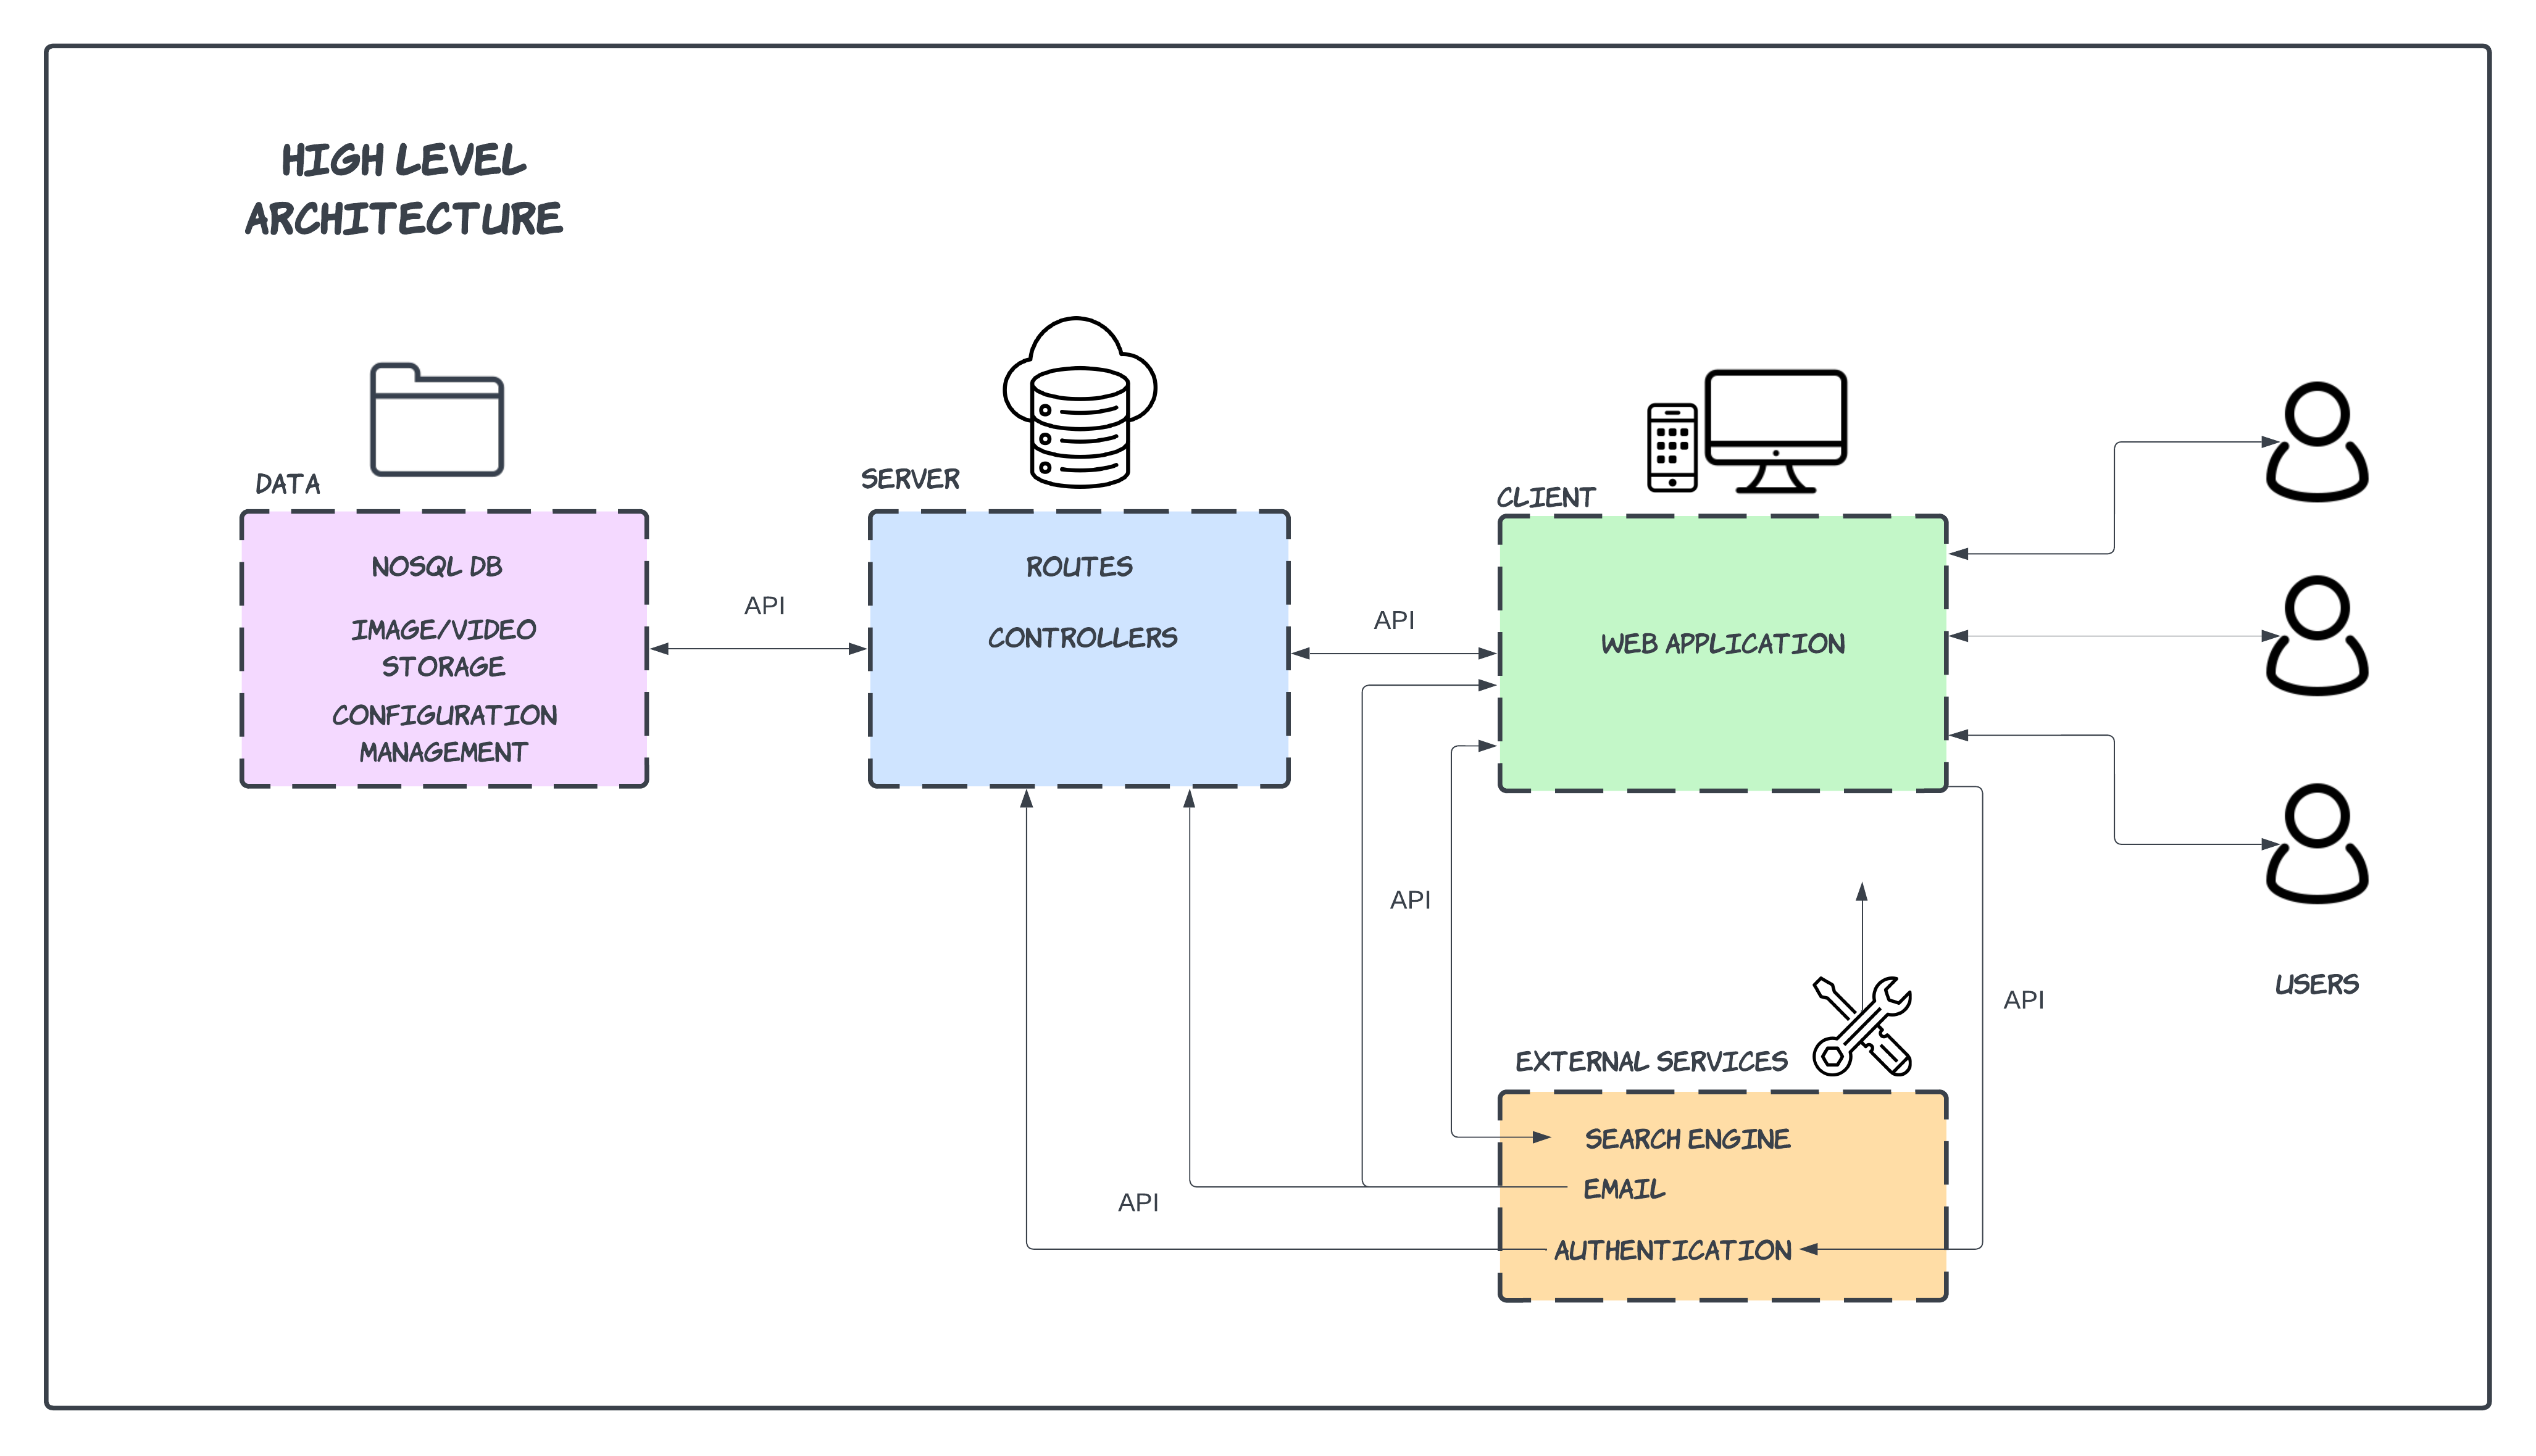 HIGH LEVEL
ARCHITECTURE
DATA
NOSQL DB
IMAGE/VIDEO
STORAGE
CONFIGURATION
MANAGEMENT
API
SERVER
ROUTES
CONTROLLERS
API
CLIENT
WEB APPLICATION
API
API
USERS
EXTERNAL SERVICES
SEARCH ENGINE
EMAIL
AUTHENTICATION
API